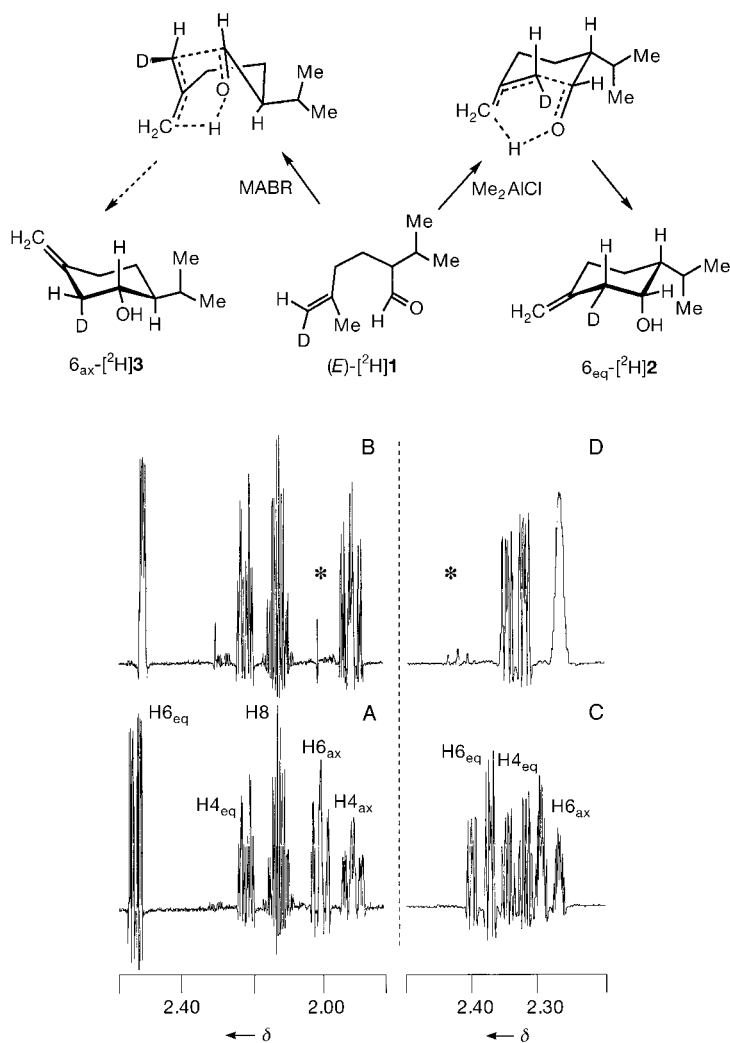 H
D
O
H₂C
H
H
Me
Me
H
H
D
H
H₂C
O
H
Me
Me
MABR
Me₂AlCl
H₂C
H
H
D
OH
H
Me
Me
6ax-[²H]3
H
D
Me
O
H
Me
Me
(E)-[²H]1
H
H
H
D
OH
H₂C
Me
Me
6eq-[²H]2
B
D
*
*
A
C
H6eq
H8
H6ax
H4eq
H4ax
H6eq
H4eq
H6ax
2.40
2.00
2.40
2.30
← δ
← δ